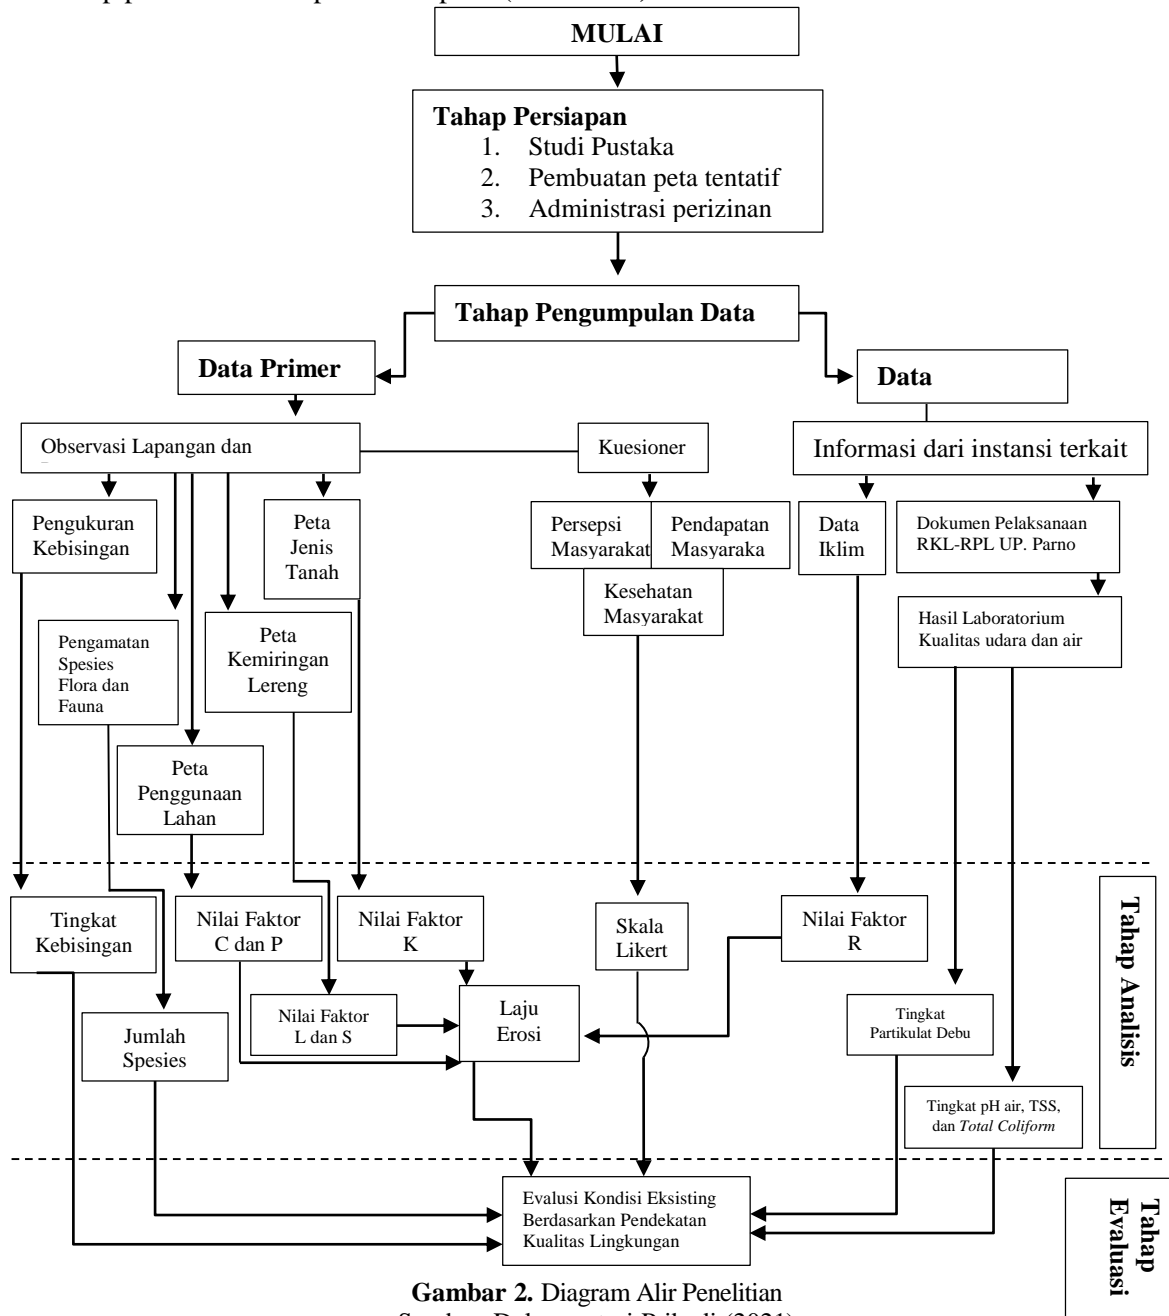 MULAI
Tahap Persiapan
1. Studi Pustaka
2. Pembuatan peta tentatif
3. Administrasi perizinan
Tahap Pengumpulan Data
Data Primer
Data
Observasi Lapangan dan
Kuesioner
Informasi dari instansi terkait
Pengukuran
Kebisingan
Peta
Jenis
Tanah
Persepsi
Masyarakat
Pendapatan
Masyaraka
Kesehatan
Masyarakat
Data
Iklim
Dokumen Pelaksanaan
RKL-RPL UP. Parno
Hasil Laboratorium
Kualitas udara dan air
Pengamatan
Spesies
Flora dan
Fauna
Peta
Kemiringan
Lereng
Peta
Penggunaan
Lahan
Tingkat
Kebisingan
Nilai Faktor
C dan P
Nilai Faktor
K
Skala
Likert
Nilai Faktor
R
Tahap Analisis
Jumlah
Spesies
Nilai Faktor
L dan S
Laju
Erosi
Tingkat
Partikulat Debu
Tingkat pH air, TSS,
dan Total Coliform
Evalusi Kondisi Eksisting
Berdasarkan Pendekatan
Kualitas Lingkungan
Tahap
Evaluasi
Gambar 2. Diagram Alir Penelitian